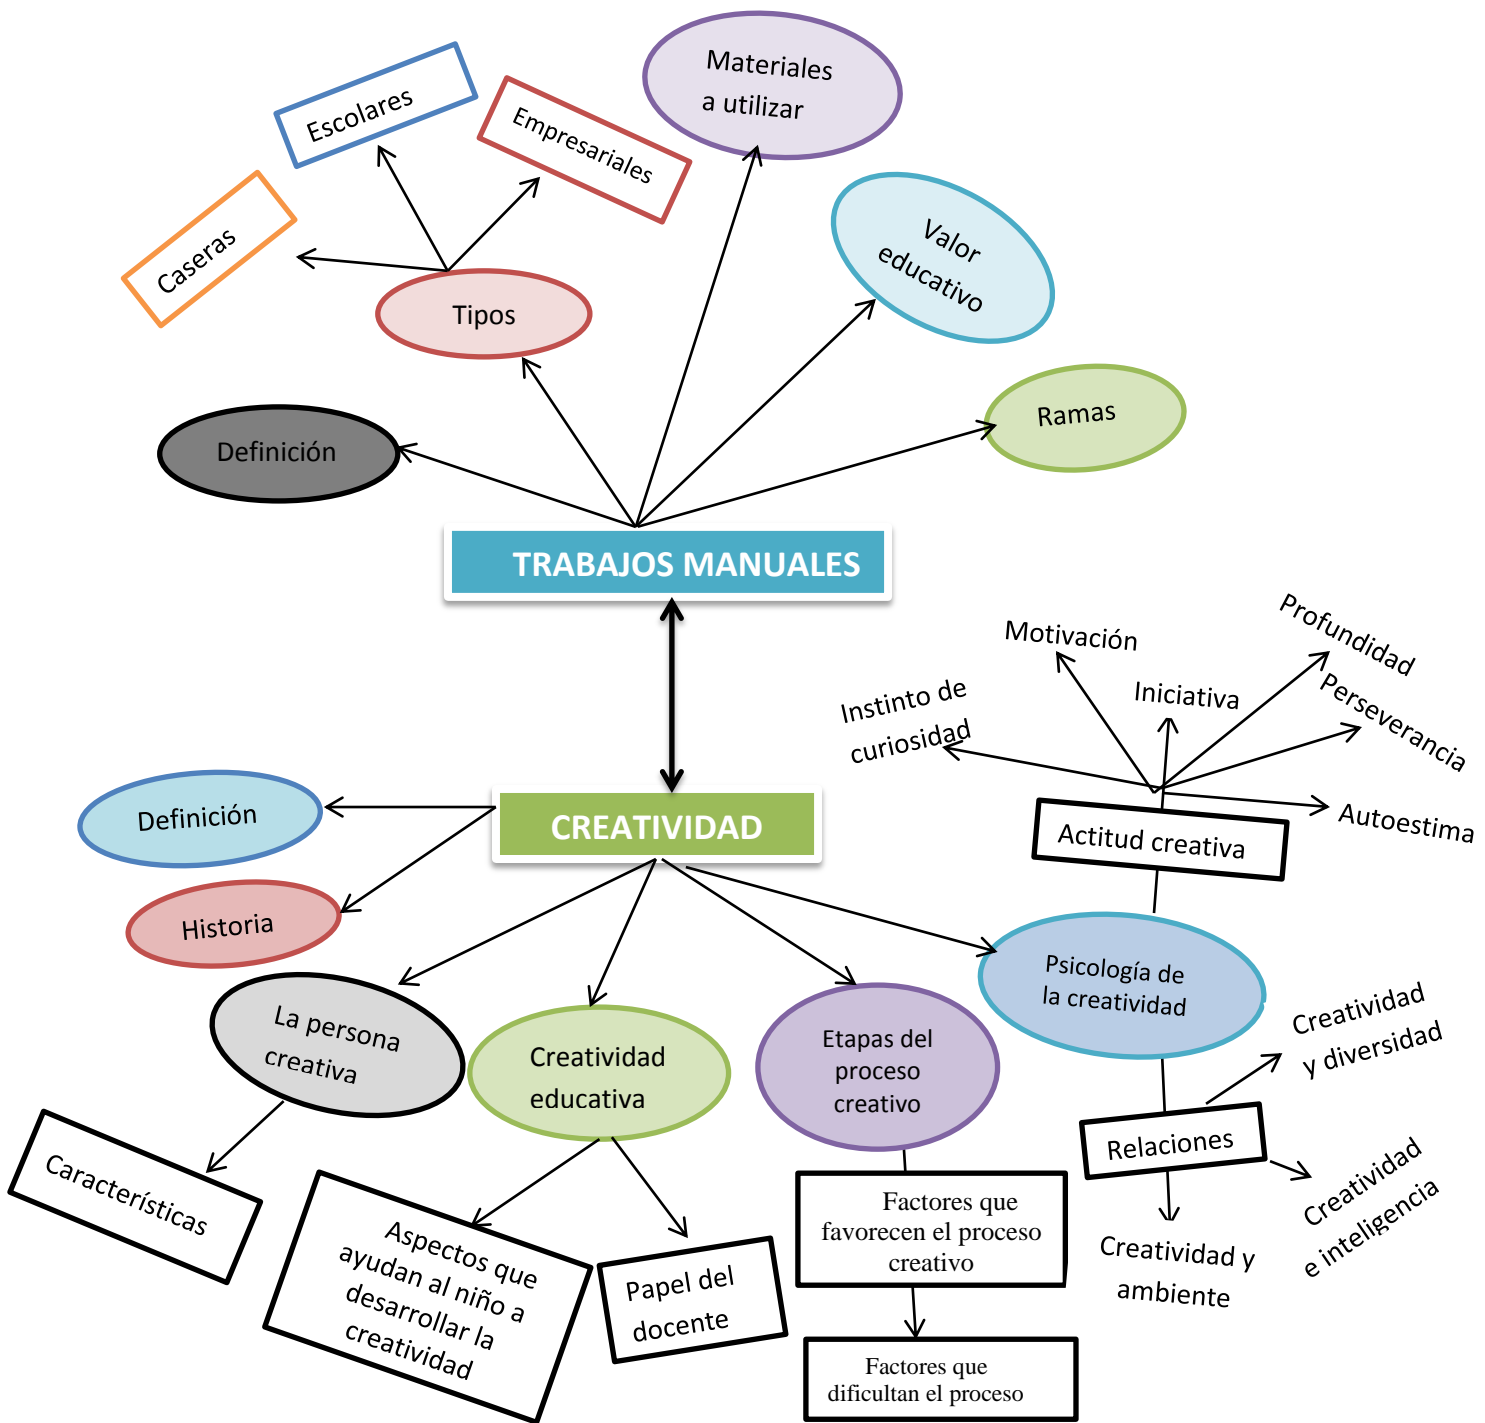 Materiales
a utilizar
Escolares
Empresariales
Caseras
Valor
educativo
Tipos
Ramas
Definición
TRABAJOS MANUALES
Profundidad
Motivación
Iniciativa
Perseverancia
Instinto de
curiosidad
Autoestima
Actitud creativa
Definición
CREATIVIDAD
Historia
Psicología de
la creatividad
La persona
creativa
Creatividad
educativa
Etapas del
proceso
creativo
Creatividad
y diversidad
Relaciones
Creatividad
e inteligencia
Creatividad y
ambiente
Características
Aspectos que
ayudan al niño a
desarrollar la
creatividad
Papel del
docente
Factores que
favorecen el proceso
creativo
Factores que
dificultan el proceso